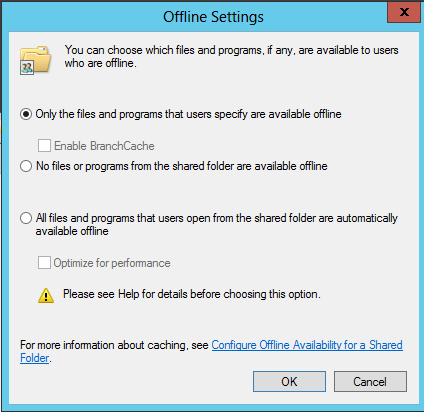 Offline Settings
x
You can choose which files and programs, if any, are available to users
who are offline.
Only the files and programs that users specify are available offline
Enable BranchCache
No files or programs from the shared folder are available offline
All files and programs that users open from the shared folder are automatically
available offline
Optimize for performance
Please see Help for details before choosing this option.
For more information about caching, see Configure Offline Availability for a Shared
Folder.
OK Cancel